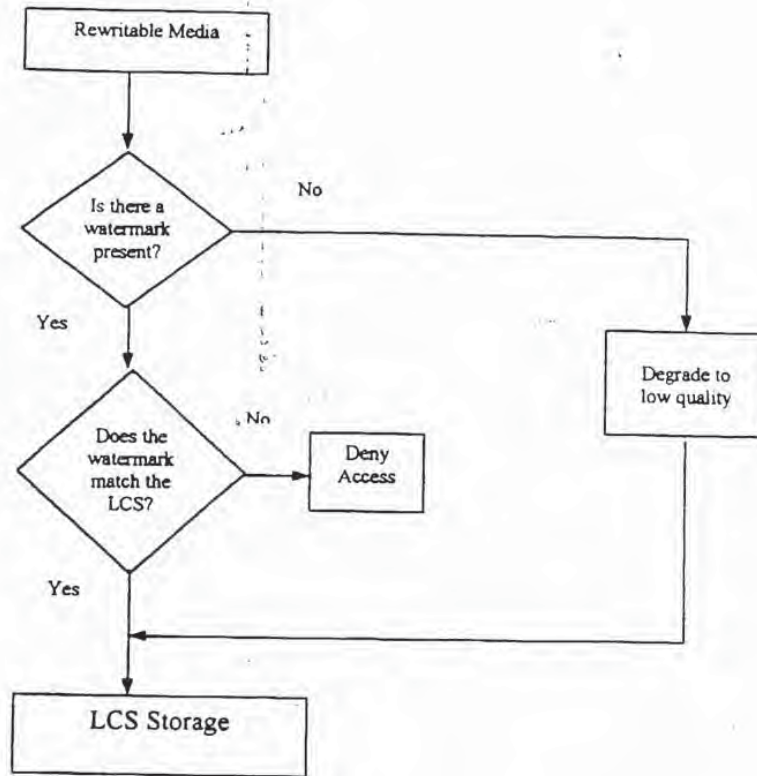 Rewritable Media
No
Is there a
watermark
present?
Yes
Degrade to
low quality
No
Does the
watermark
match the
LCS?
Deny
Access
Yes
LCS Storage